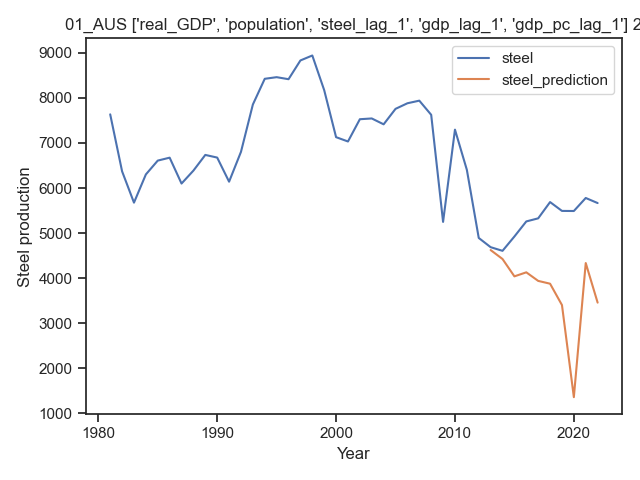 01_AUS ['real_GDP', 'population', 'steel_lag_1', 'gdp_lag_1', 'gdp_pc_lag_1'] 2
steel
steel_prediction
9000
8000
7000
6000
5000
4000
3000
2000
1000
Steel production
1980
1990
2000
2010
2020
Year